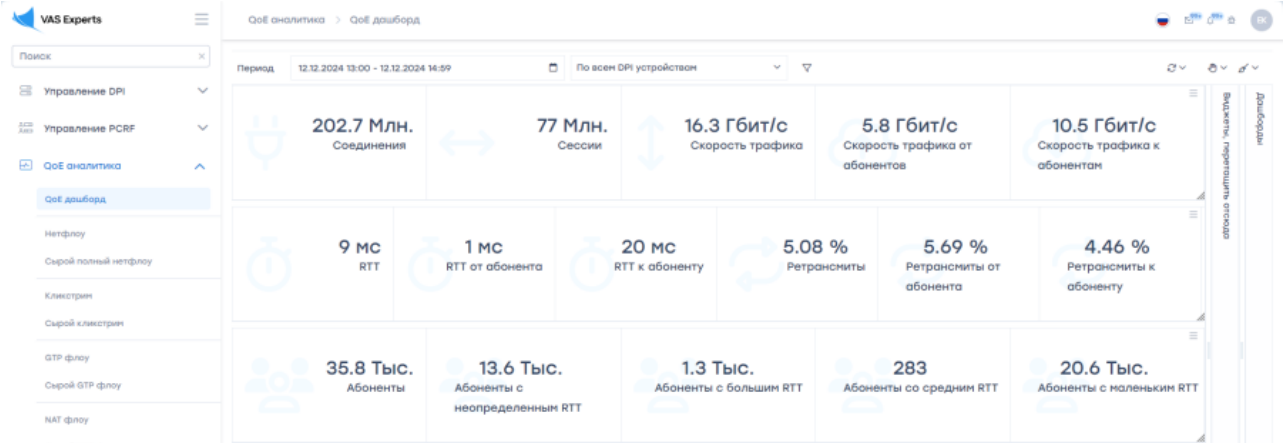 VAS Experts
QoE аналитика > QoE дашборд
99+
99+
EK
Поиск
Период
12.12.2024 13:00 - 12.12.2024 14:59
По всем DPI устройствам
Управление DPI
Управление PCRF
QoE аналитика
QoE дашборд
Нетфлоу
Сырой полный нетфлоу
Кликстрим
Сырой кликстрим
GTP флоу
Сырой GTP флоу
NAT флоу
202.7 Млн.
Соединения
77 Млн.
Сессии
16.3 Гбит/с
Скорость трафика
5.8 Гбит/с
Скорость трафика от
абонентов
10.5 Гбит/с
Скорость трафика к
абонентам
9 мс
RTT
1 мс
RTT от абонента
20 мс
RTT к абоненту
5.08 %
Ретрансмиты
5.69 %
Ретрансмиты от
абонента
4.46 %
Ретрансмиты к
абоненту
35.8 Тыс.
Абоненты
13.6 Тыс.
Абоненты с
неопределенным RTT
1.3 Тыс.
Абоненты с большим RTT
283
Абоненты со средним RTT
20.6 Тыс.
Абоненты с маленьким RTT
Виджеты, перетащить отсюда
Дашборды